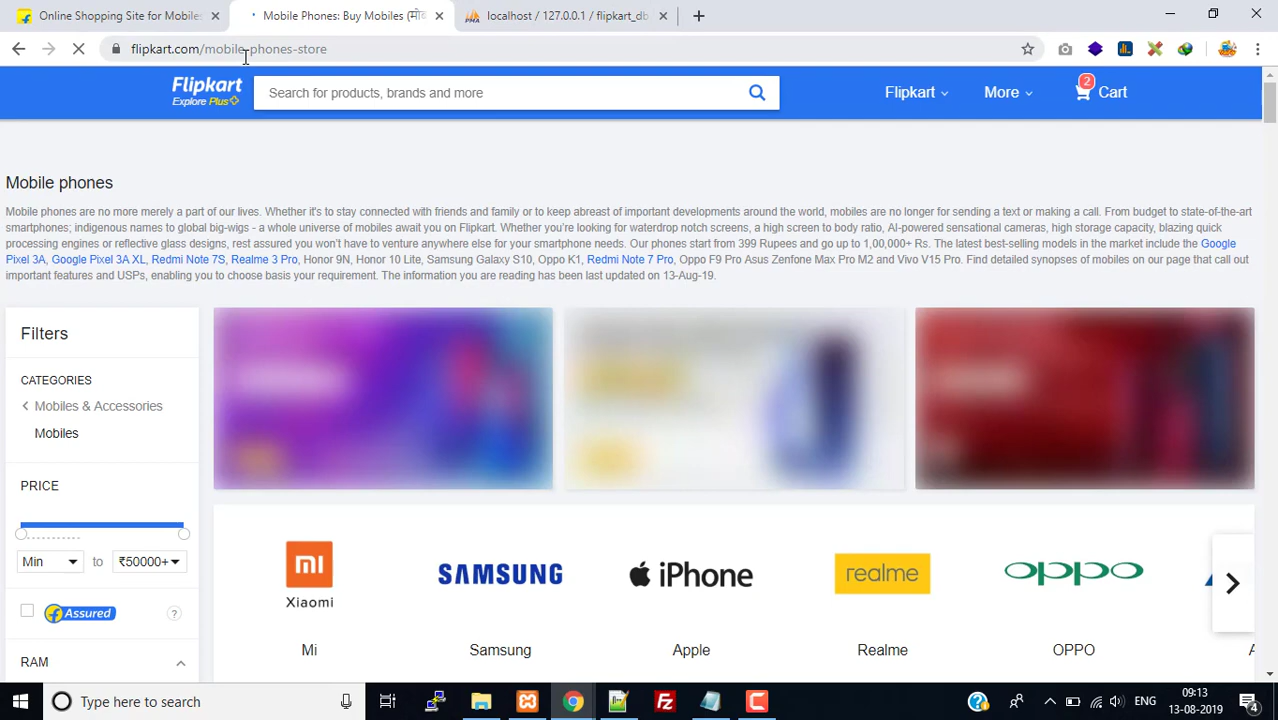 Online Shopping Site for Mobiles
Mobile Phones: Buy Mobiles
localhost / 127.0.0.1 / flipkart_db
flipkart.com/mobile-phones-store
Flipkart
Explore Plus
Search for products, brands and more
Flipkart
More
2
Cart
Mobile phones
Mobile phones are no more merely a part of our lives. Whether it's to stay connected with friends and family or to keep abreast of important developments around the world, mobiles are no longer for sending a text or making a call. From budget to state-of-the-art
smartphones; indigenous names to global big-wigs - a whole universe of mobiles await you on Flipkart. Whether you're looking for waterdrop notch screens, a high screen to body ratio, AI-powered sensational cameras, high storage capacity, blazing quick
processing engines or reflective glass designs, rest assured you won't have to venture anywhere else for your smartphone needs. Our phones start from 399 Rupees and go up to 1,00,000+ Rs. The latest best-selling models in the market include the Google
Pixel 3A, Google Pixel 3A XL, Redmi Note 7S, Realme 3 Pro, Honor 9N, Honor 10 Lite, Samsung Galaxy S10, Oppo K1, Redmi Note 7 Pro, Oppo F9 Pro Asus Zenfone Max Pro M2 and Vivo V15 Pro. Find detailed synopses of mobiles on our page that call out
important features and USPs, enabling you to choose basis your requirement. The information you are reading has been last updated on 13-Aug-19.
Filters
CATEGORIES
Mobiles & Accessories
Mobiles
PRICE
Min
to
₹50000+
Assured
?
RAM
mi
Xiaomi
SAMSUNG
iPhone
realme
oppo
Mi
Samsung
Apple
Realme
OPPO
Type here to search
ENG
09:13
13-08-2019
4